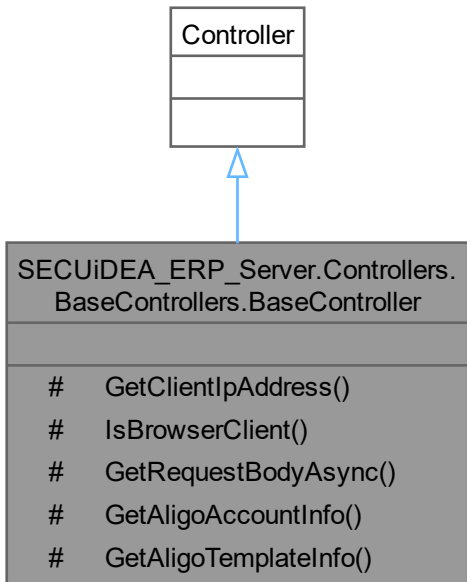 Controller
SECUiDEA_ERP_Server.Controllers.
BaseControllers.BaseController
# GetClientIpAddress()
# IsBrowserClient()
# GetRequestBodyAsync()
# GetAligoAccountInfo()
# GetAligoTemplateInfo()